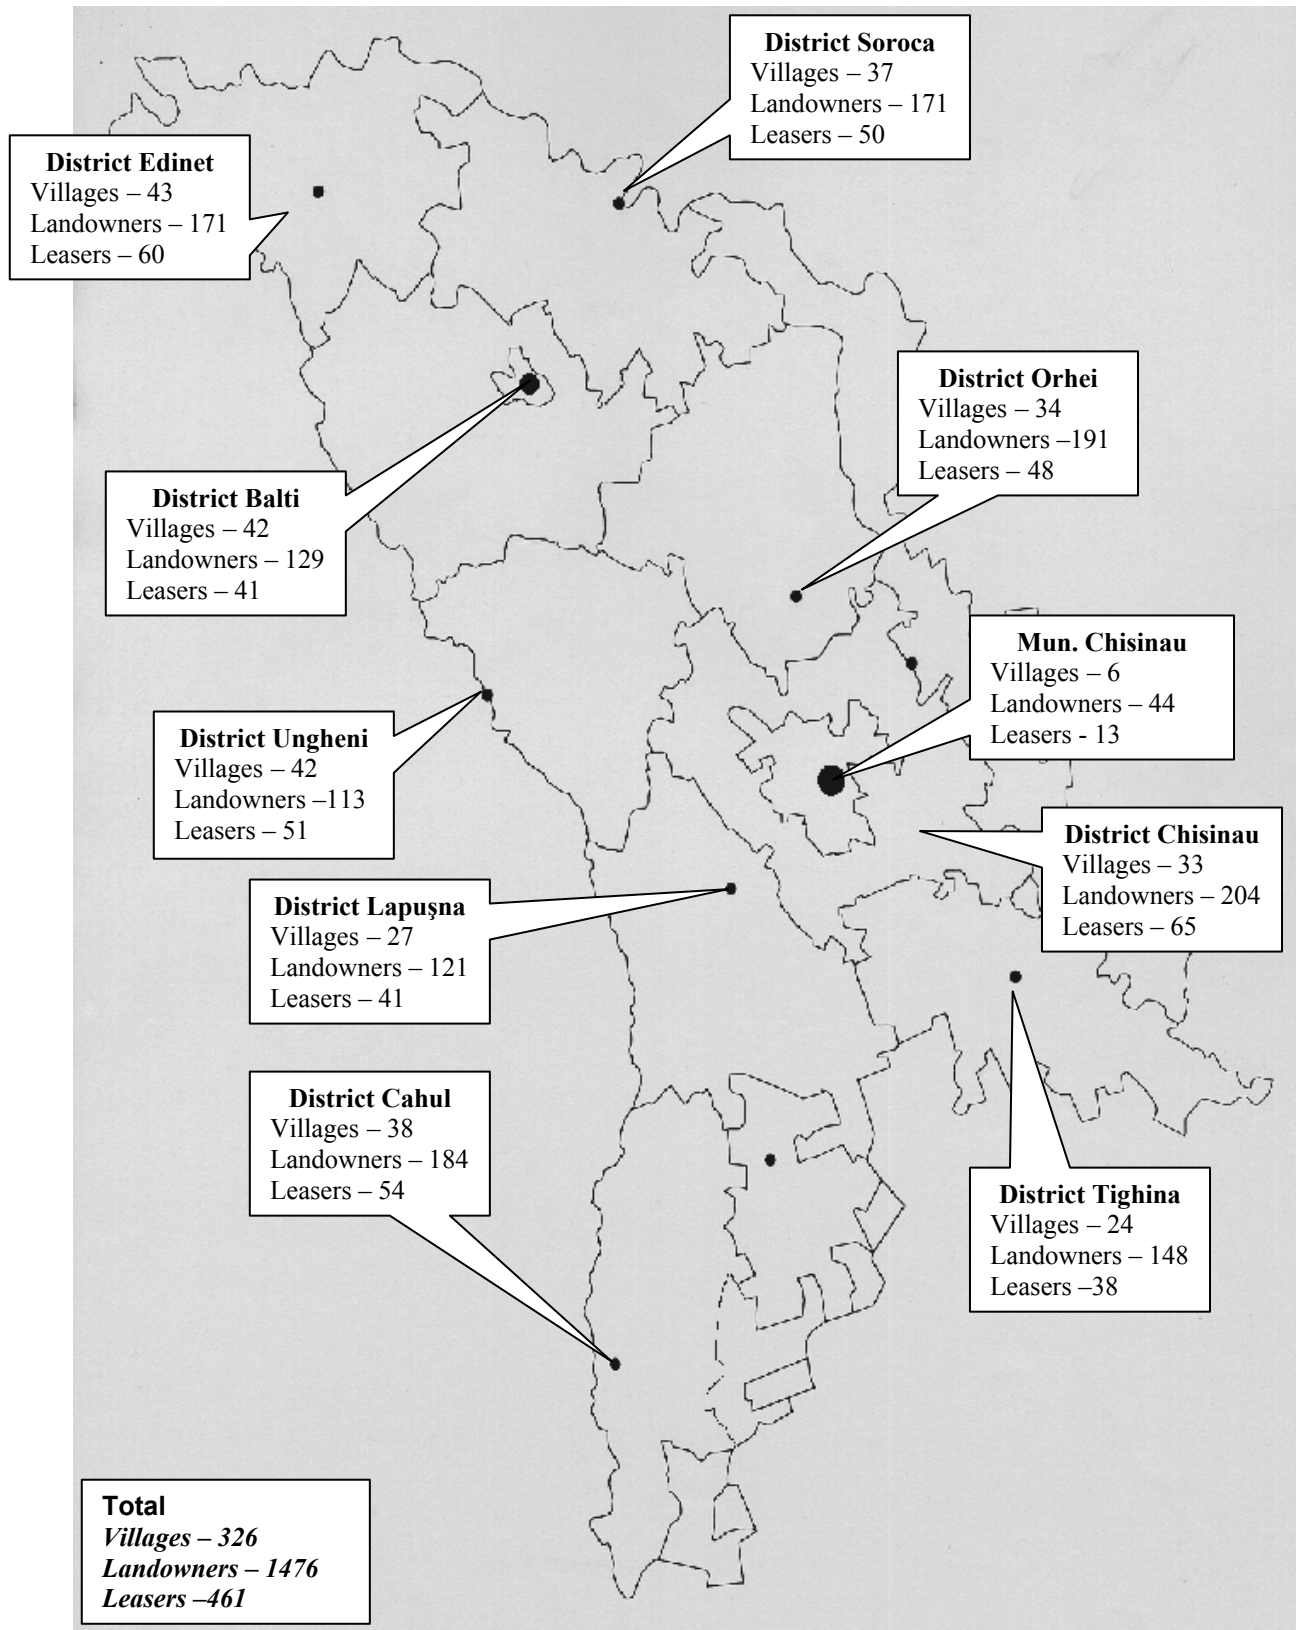 District Soroca
Villages – 37
Landowners – 171
Leasers – 50
District Edinet
Villages – 43
Landowners – 171
Leasers – 60
District Orhei
Villages – 34
Landowners –191
Leasers – 48
District Balti
Villages – 42
Landowners – 129
Leasers – 41
Mun. Chisinau
Villages – 6
Landowners – 44
Leasers - 13
District Ungheni
Villages – 42
Landowners –113
Leasers – 51
District Chisinau
Villages – 33
Landowners – 204
Leasers – 65
District Lapuşna
Villages – 27
Landowners – 121
Leasers – 41
District Cahul
Villages – 38
Landowners – 184
Leasers – 54
District Tighina
Villages – 24
Landowners – 148
Leasers –38
Total
Villages – 326
Landowners – 1476
Leasers –461